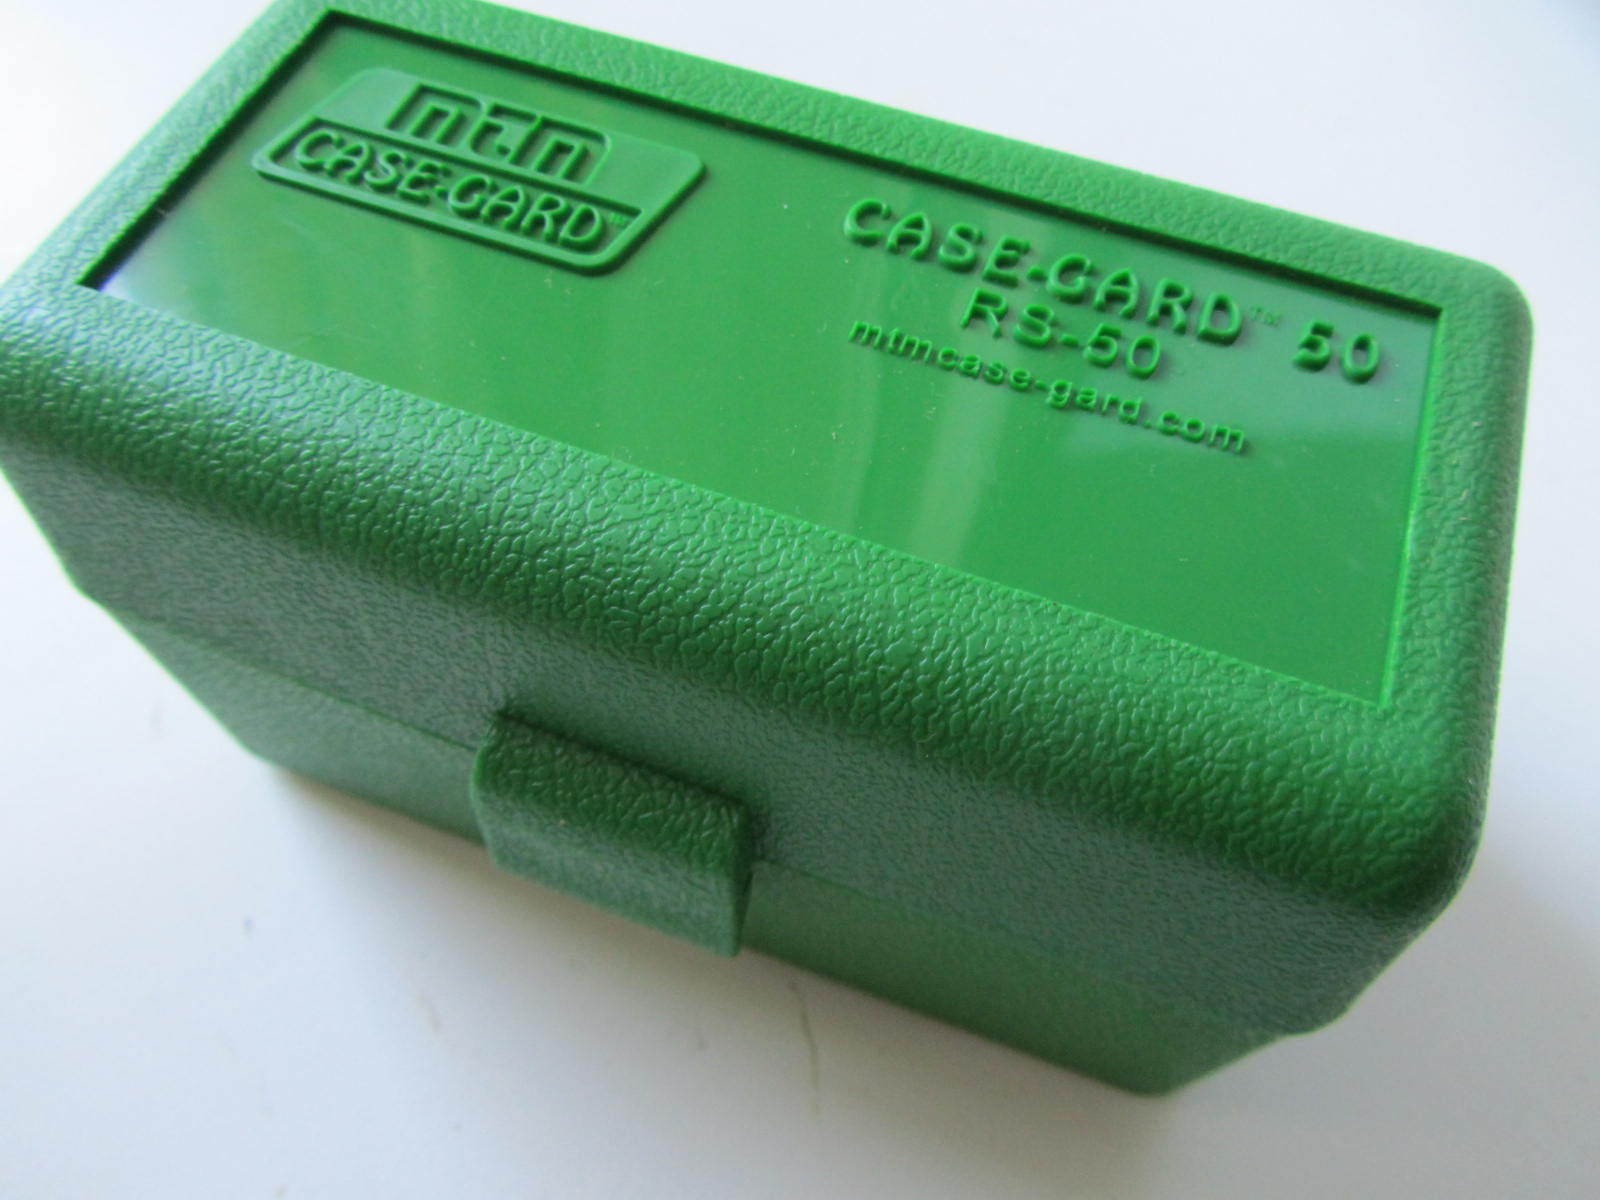 mtm
CASE-GARD™
CASE-GARD™ 50
RS-50
mtmcase-gard.com